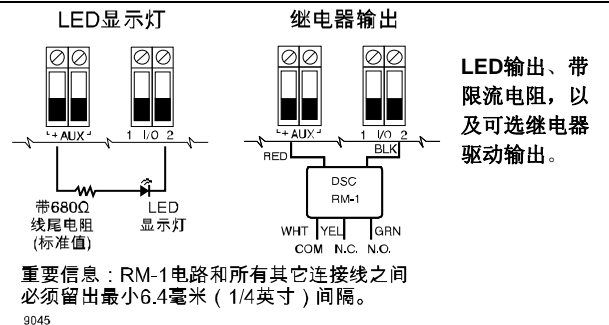 LED显示灯
继电器输出
LED输出、带
限流电阻，以
及可选继电器
驱动输出。
+ AUX -
1 I/O 2
+ AUX -
1 I/O 2
RED
BLK
DSC
RM-1
带680Ω
线尾电阻
(标准值)
LED
显示灯
WHT YEL GRN
COM N.C. N.O.
重要信息：RM-1电路和所有其它连接线之间
必须留出最小6.4毫米（1/4英寸）间隔。
9045